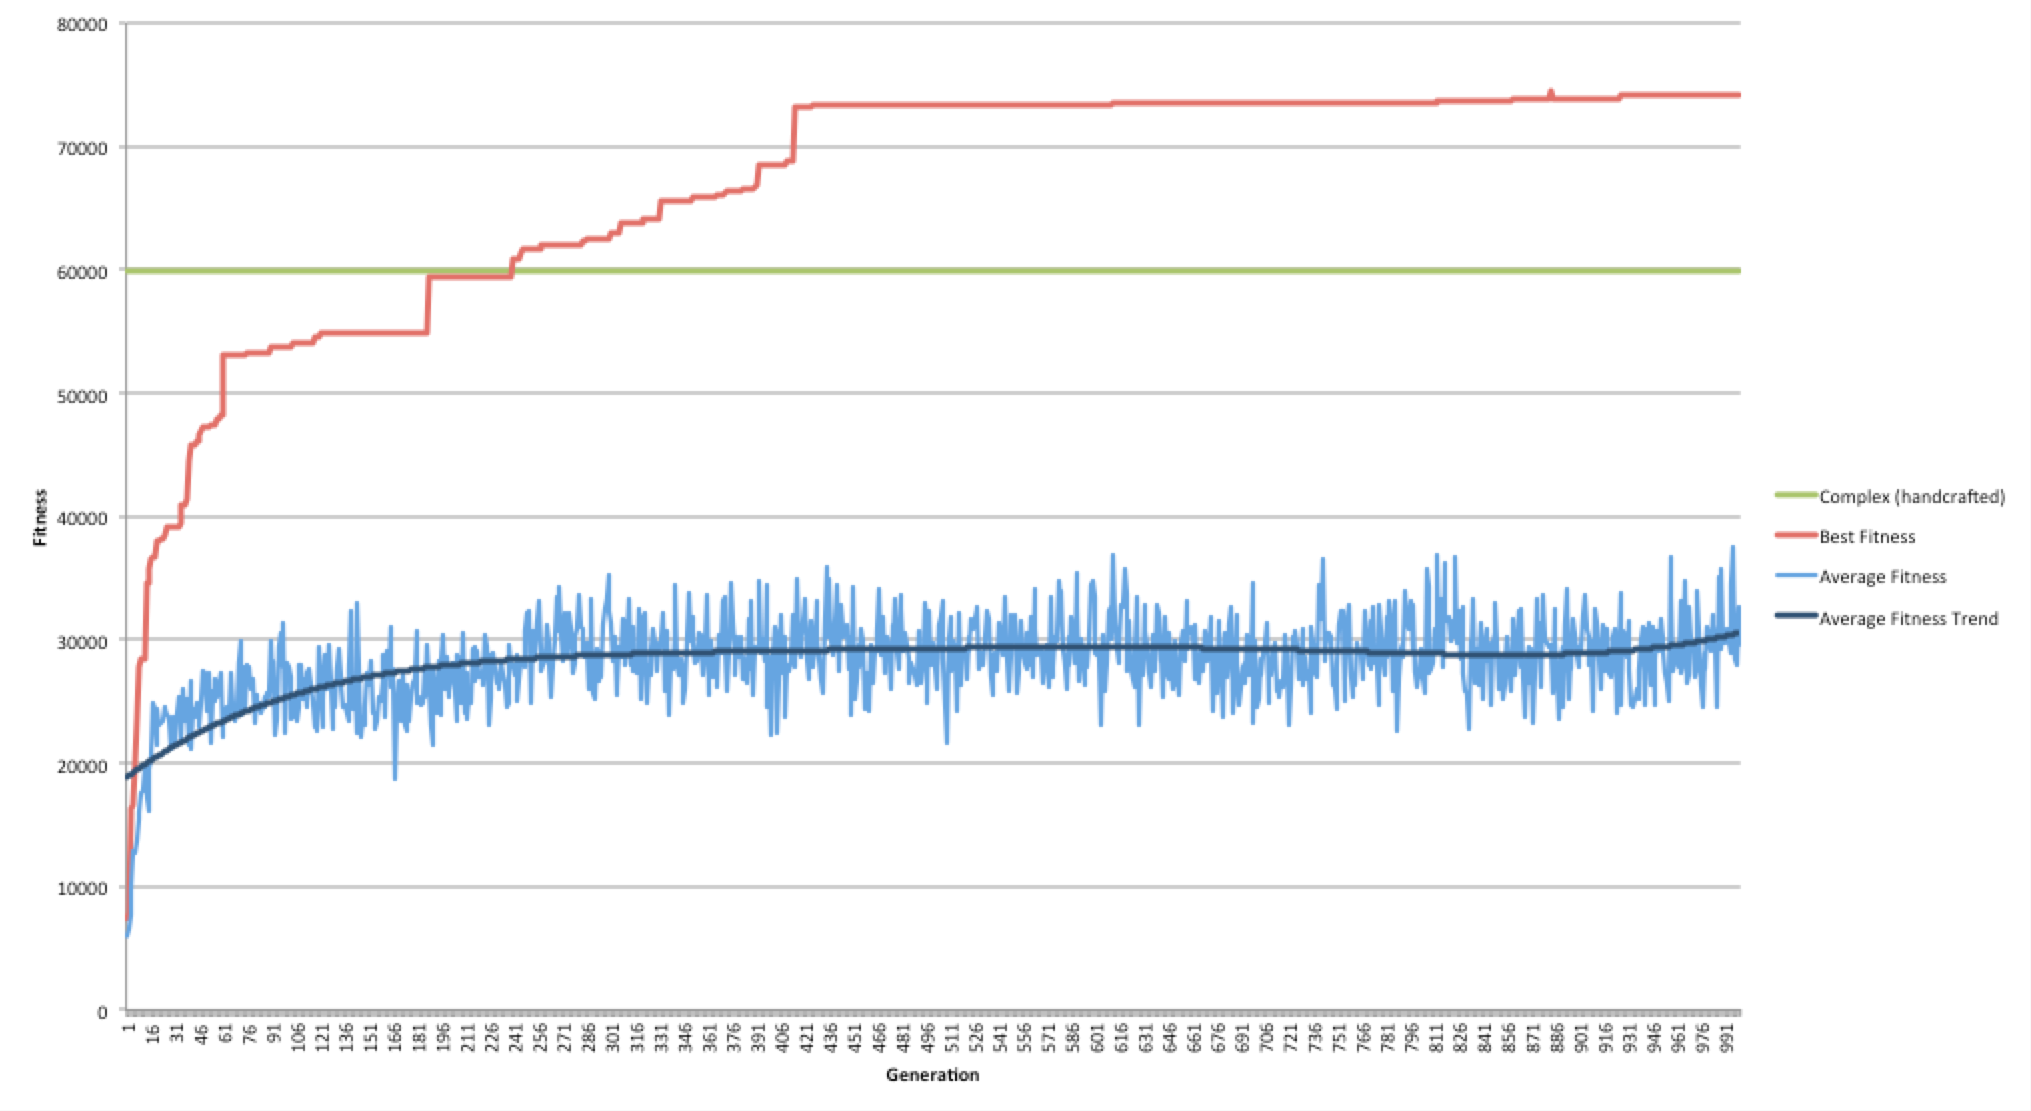 80000
70000
60000
50000
40000
30000
20000
10000
0
Fitness
1 16 31 46 61 76 91 106 121 136 151 166 181 196 211 226 241 256 271 286 301 316 331 346 361 376 391 406 421 436 451 466 481 496 511 526 541 556 571 586 601 616 631 646 661 676 691 706 721 736 751 766 781 796 811 826 841 856 871 886 901 916 931 946 961 976 991
Generation
Complex (handcrafted)
Best Fitness
Average Fitness
Average Fitness Trend